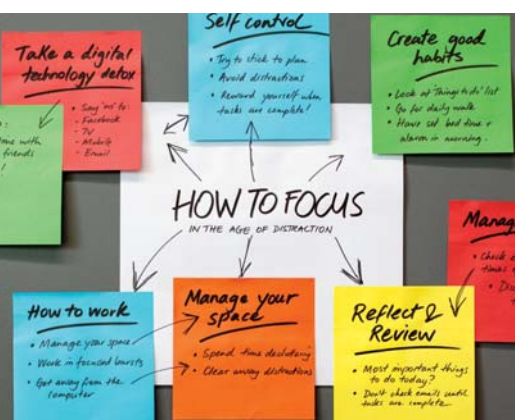 Self control
• Try to stick to plan
• Avoid distractions
• Reward yourself when
tasks are complete!
Take a digital
technology detox
• Say 'no' to:
- Facebook
- TV
- Mobile
- Email
Create good
habits
• Look at 'Things to do' list
• Go for daily walk
• Have set bed time +
alarm in morning.
me with
friends
HOW TO FOCUS
IN THE AGE OF DISTRACTION
Manag
• Check e
times
• Dis
How to work
• Manage your space
• Work in focused bursts
• Get away from the
computer
Manage your
space
• Spend time decluttering
• Clear away distractions
Reflect &
Review
• Most important things
to do today?
• Don't check emails until
tasks are complete